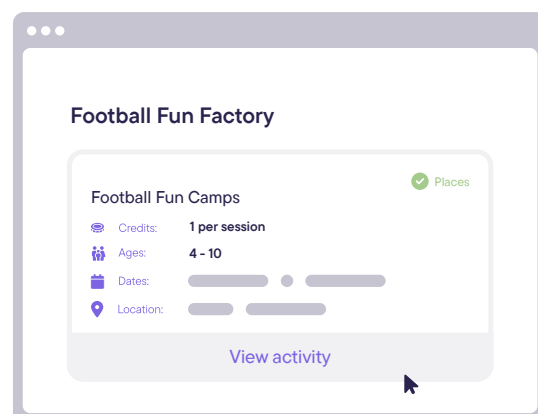 Football Fun Factory
Places
Football Fun Camps
Credits: 1 per session
Ages: 4 - 10
Dates:
Location:
View activity